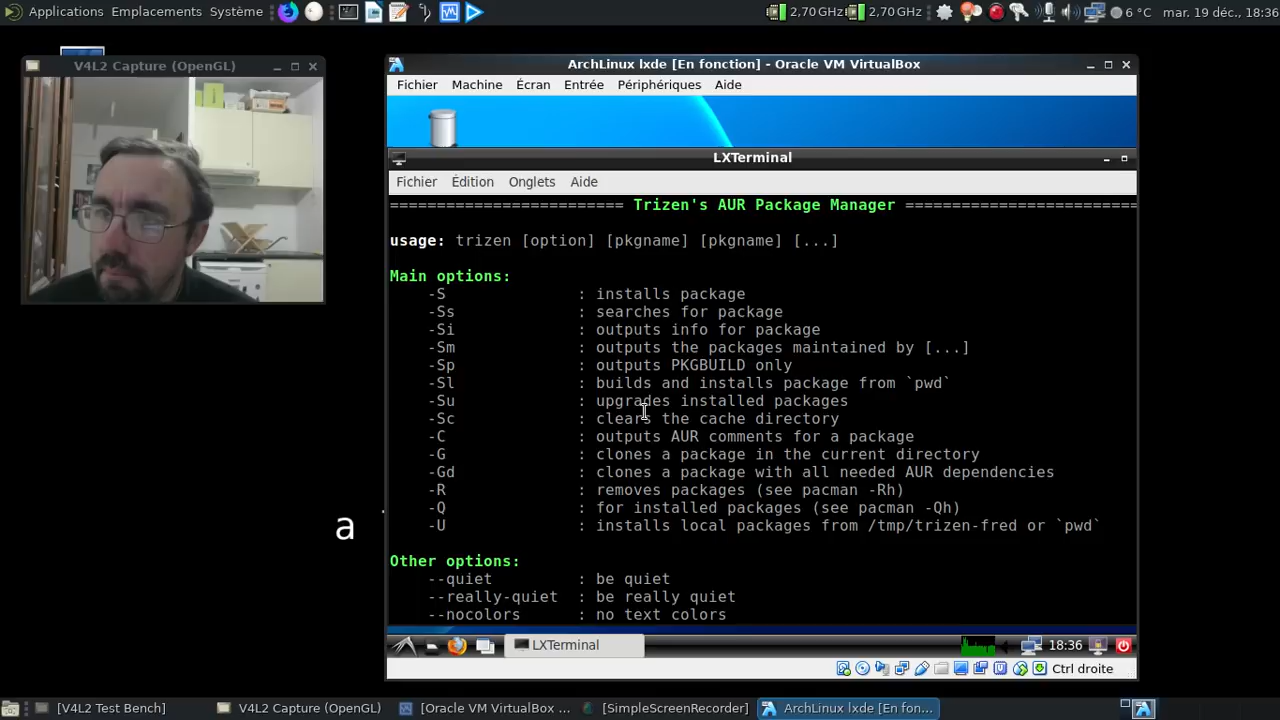 Applications Emplacements Système
2,70 GHz 2,70 GHz 6 °C mar. 19 déc., 18:36
V4L2 Capture (OpenGL)
ArchLinux lxde [En fonction] - Oracle VM VirtualBox
Fichier Machine Écran Entrée Périphériques Aide
LXTerminal
Fichier Édition Onglets Aide
========================= Trizen's AUR Package Manager =========================
usage: trizen [option] [pkgname] [pkgname] [...]
Main options:
-S : installs package
-Ss : searches for package
-Si : outputs info for package
-Sm : outputs the packages maintained by [...]
-Sp : outputs PKGBUILD only
-Sl : builds and installs package from `pwd`
-Su : upgrades installed packages
-Sc : clears the cache directory
-C : outputs AUR comments for a package
-G : clones a package in the current directory
-Gd : clones a package with all needed AUR dependencies
-R : removes packages (see pacman -Rh)
-Q : for installed packages (see pacman -Qh)
-U : installs local packages from /tmp/trizen-fred or `pwd`
a
Other options:
--quiet : be quiet
--really-quiet : be really quiet
--nocolors : no text colors
LXTerminal 18:36
Ctrl droite
[V4L2 Test Bench] V4L2 Capture (OpenGL) [Oracle VM VirtualBox ... [SimpleScreenRecorder] ArchLinux lxde [En fon...